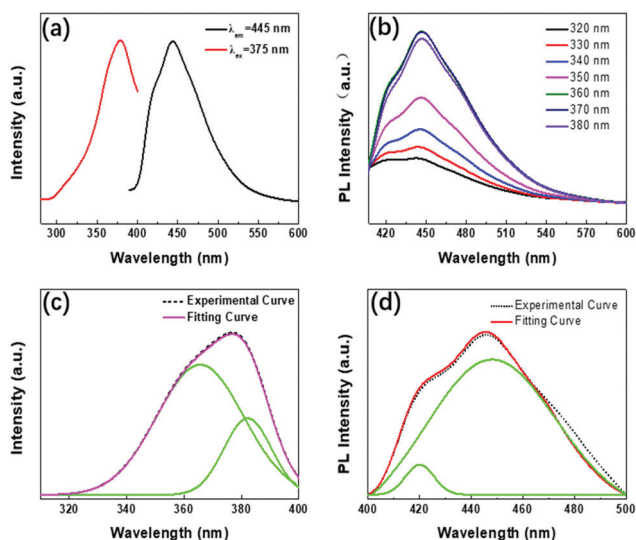 (a)
λem=445 nm
λex=375 nm
Intensity (a.u.)
300 350 400 450 500 550 600
Wavelength (nm)
(b)
320 nm
330 nm
340 nm
350 nm
360 nm
370 nm
380 nm
PL Intensity (a.u.)
420 450 480 510 540 570 600
Wavelength (nm)
(c)
Experimental Curve
Fitting Curve
Intensity (a.u.)
320 340 360 380 400
Wavelength (nm)
(d)
Experimental Curve
Fitting Curve
PL Intensity (a.u.)
400 420 440 460 480 500
Wavelength (nm)